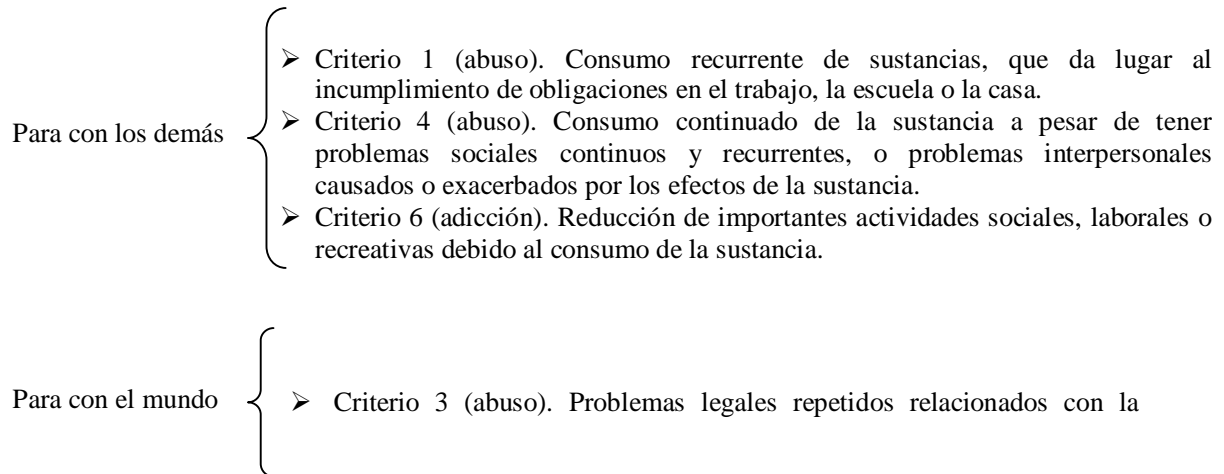 ➢ Criterio 1 (abuso). Consumo recurrente de sustancias, que da lugar al
incumplimiento de obligaciones en el trabajo, la escuela o la casa.
Para con los demás
➢ Criterio 4 (abuso). Consumo continuado de la sustancia a pesar de tener
problemas sociales continuos y recurrentes, o problemas interpersonales
causados o exacerbados por los efectos de la sustancia.
➢ Criterio 6 (adicción). Reducción de importantes actividades sociales, laborales o
recreativas debido al consumo de la sustancia.
Para con el mundo
➢ Criterio 3 (abuso). Problemas legales repetidos relacionados con la